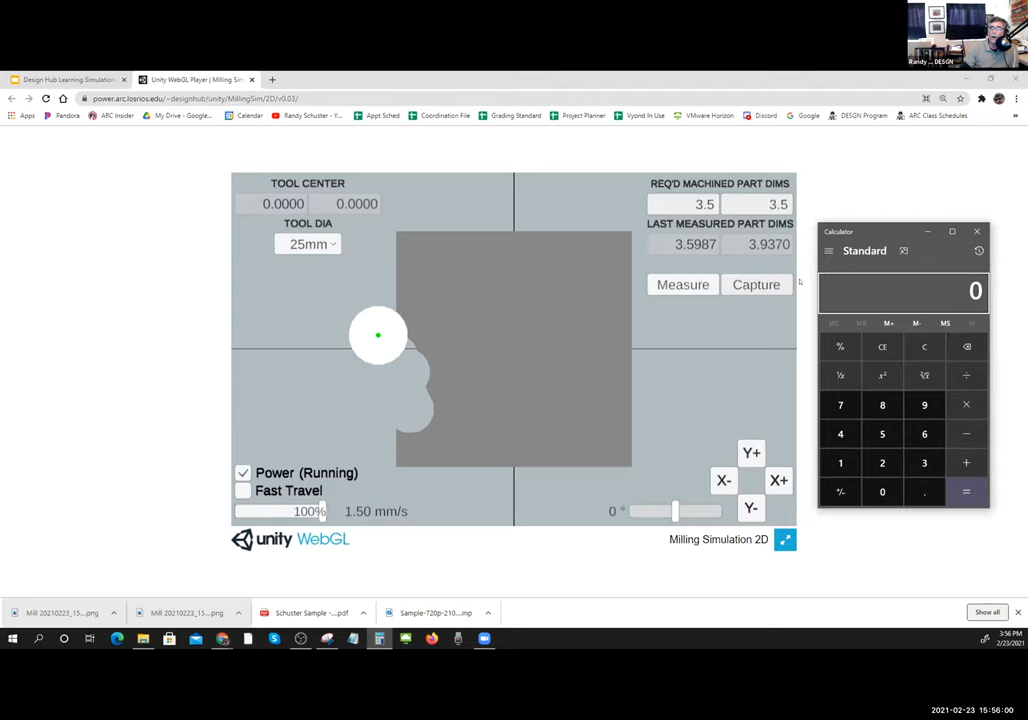 Randy ... DESGN
Design Hub Learning Simulation
Unity WebGL Player | Milling Sim
power.arc.losrios.edu/~designhub/unity/MillingSim/2D/v0.03/
Apps
Pandora
ARC Insider
My Drive - Google...
Calendar
Randy Schuster - Y...
Appt Sched
Coordination File
Grading Standard
Project Planner
Vyond In Use
VMware Horizon
Discord
Google
DESGN Program
ARC Class Schedules
»
TOOL CENTER
0.0000 0.0000
TOOL DIA
25mm
REQ'D MACHINED PART DIMS
3.5 3.5
LAST MEASURED PART DIMS
3.5987 3.9370
Measure Capture
Power (Running)
Fast Travel
100% 1.50 mm/s
0 °
Y+
X- X+
Y-
unity WebGL
Milling Simulation 2D
Calculator
Standard
0
MC MR M+ M- MS
% CE C
¹/x x² ²√x ÷
7 8 9 ×
4 5 6 −
1 2 3 +
+/- 0 . =
Mill 20210223_15....png
Mill 20210223_15....png
Schuster Sample -....pdf
Sample-720p-210....mp
Show all
3:56 PM
2/23/2021
2021-02-23 15:56:00